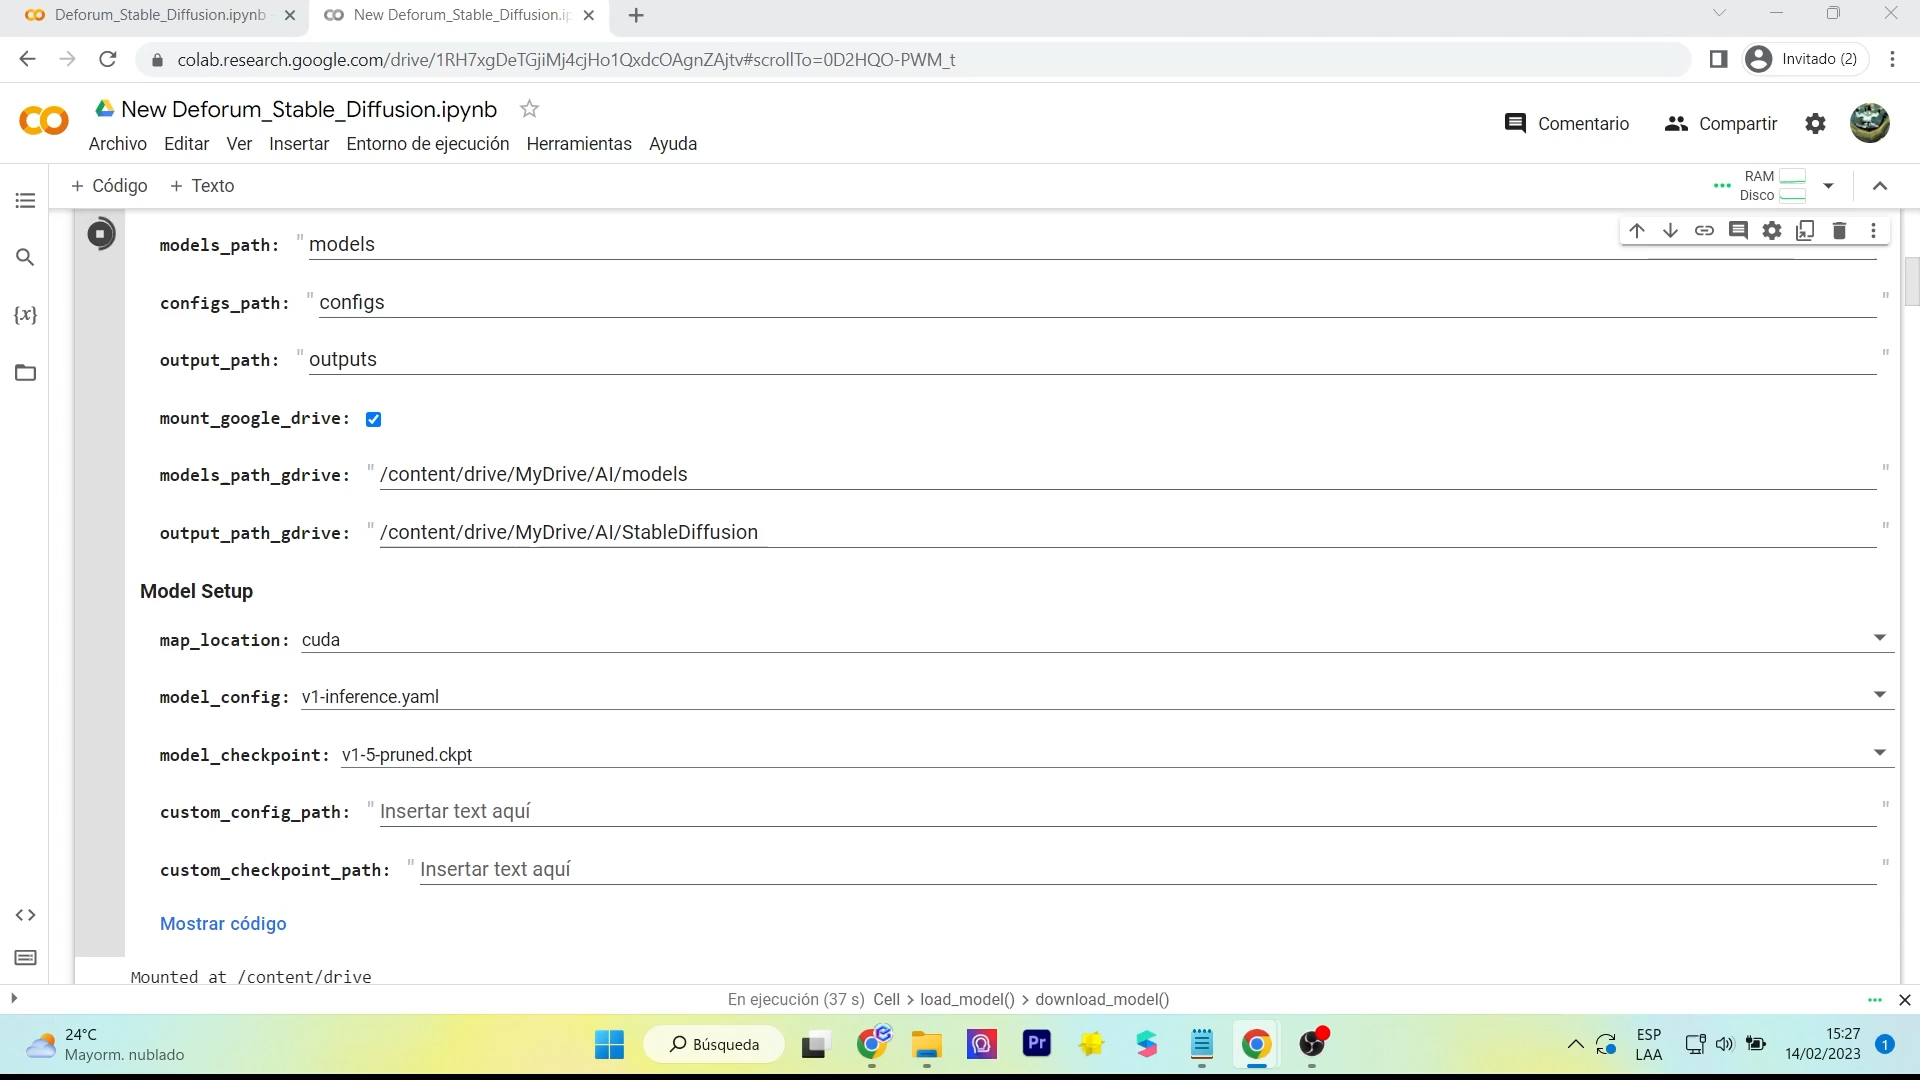 Deforum_Stable_Diffusion.ipynb
New Deforum_Stable_Diffusion.ip
colab.research.google.com/drive/1RH7xgDeTGjiMj4cjHo1QxdcOAgnZAjtv#scrollTo=0D2HQO-PWM_t
Invitado (2)
New Deforum_Stable_Diffusion.ipynb
Archivo Editar Ver Insertar Entorno de ejecución Herramientas Ayuda
Comentario
Compartir
+ Código + Texto
RAM
Disco
models_path: " models
configs_path: " configs "
output_path: " outputs "
mount_google_drive:
models_path_gdrive: " /content/drive/MyDrive/AI/models "
output_path_gdrive: " /content/drive/MyDrive/AI/StableDiffusion "
Model Setup
map_location: cuda
model_config: v1-inference.yaml
model_checkpoint: v1-5-pruned.ckpt
custom_config_path: " Insertar text aquí "
custom_checkpoint_path: " Insertar text aquí "
Mostrar código
Mounted at /content/drive
En ejecución (37 s) Cell > load_model() > download_model()
24°C
Mayorm. nublado
Búsqueda
Pr
ESP
LAA
15:27
14/02/2023
1